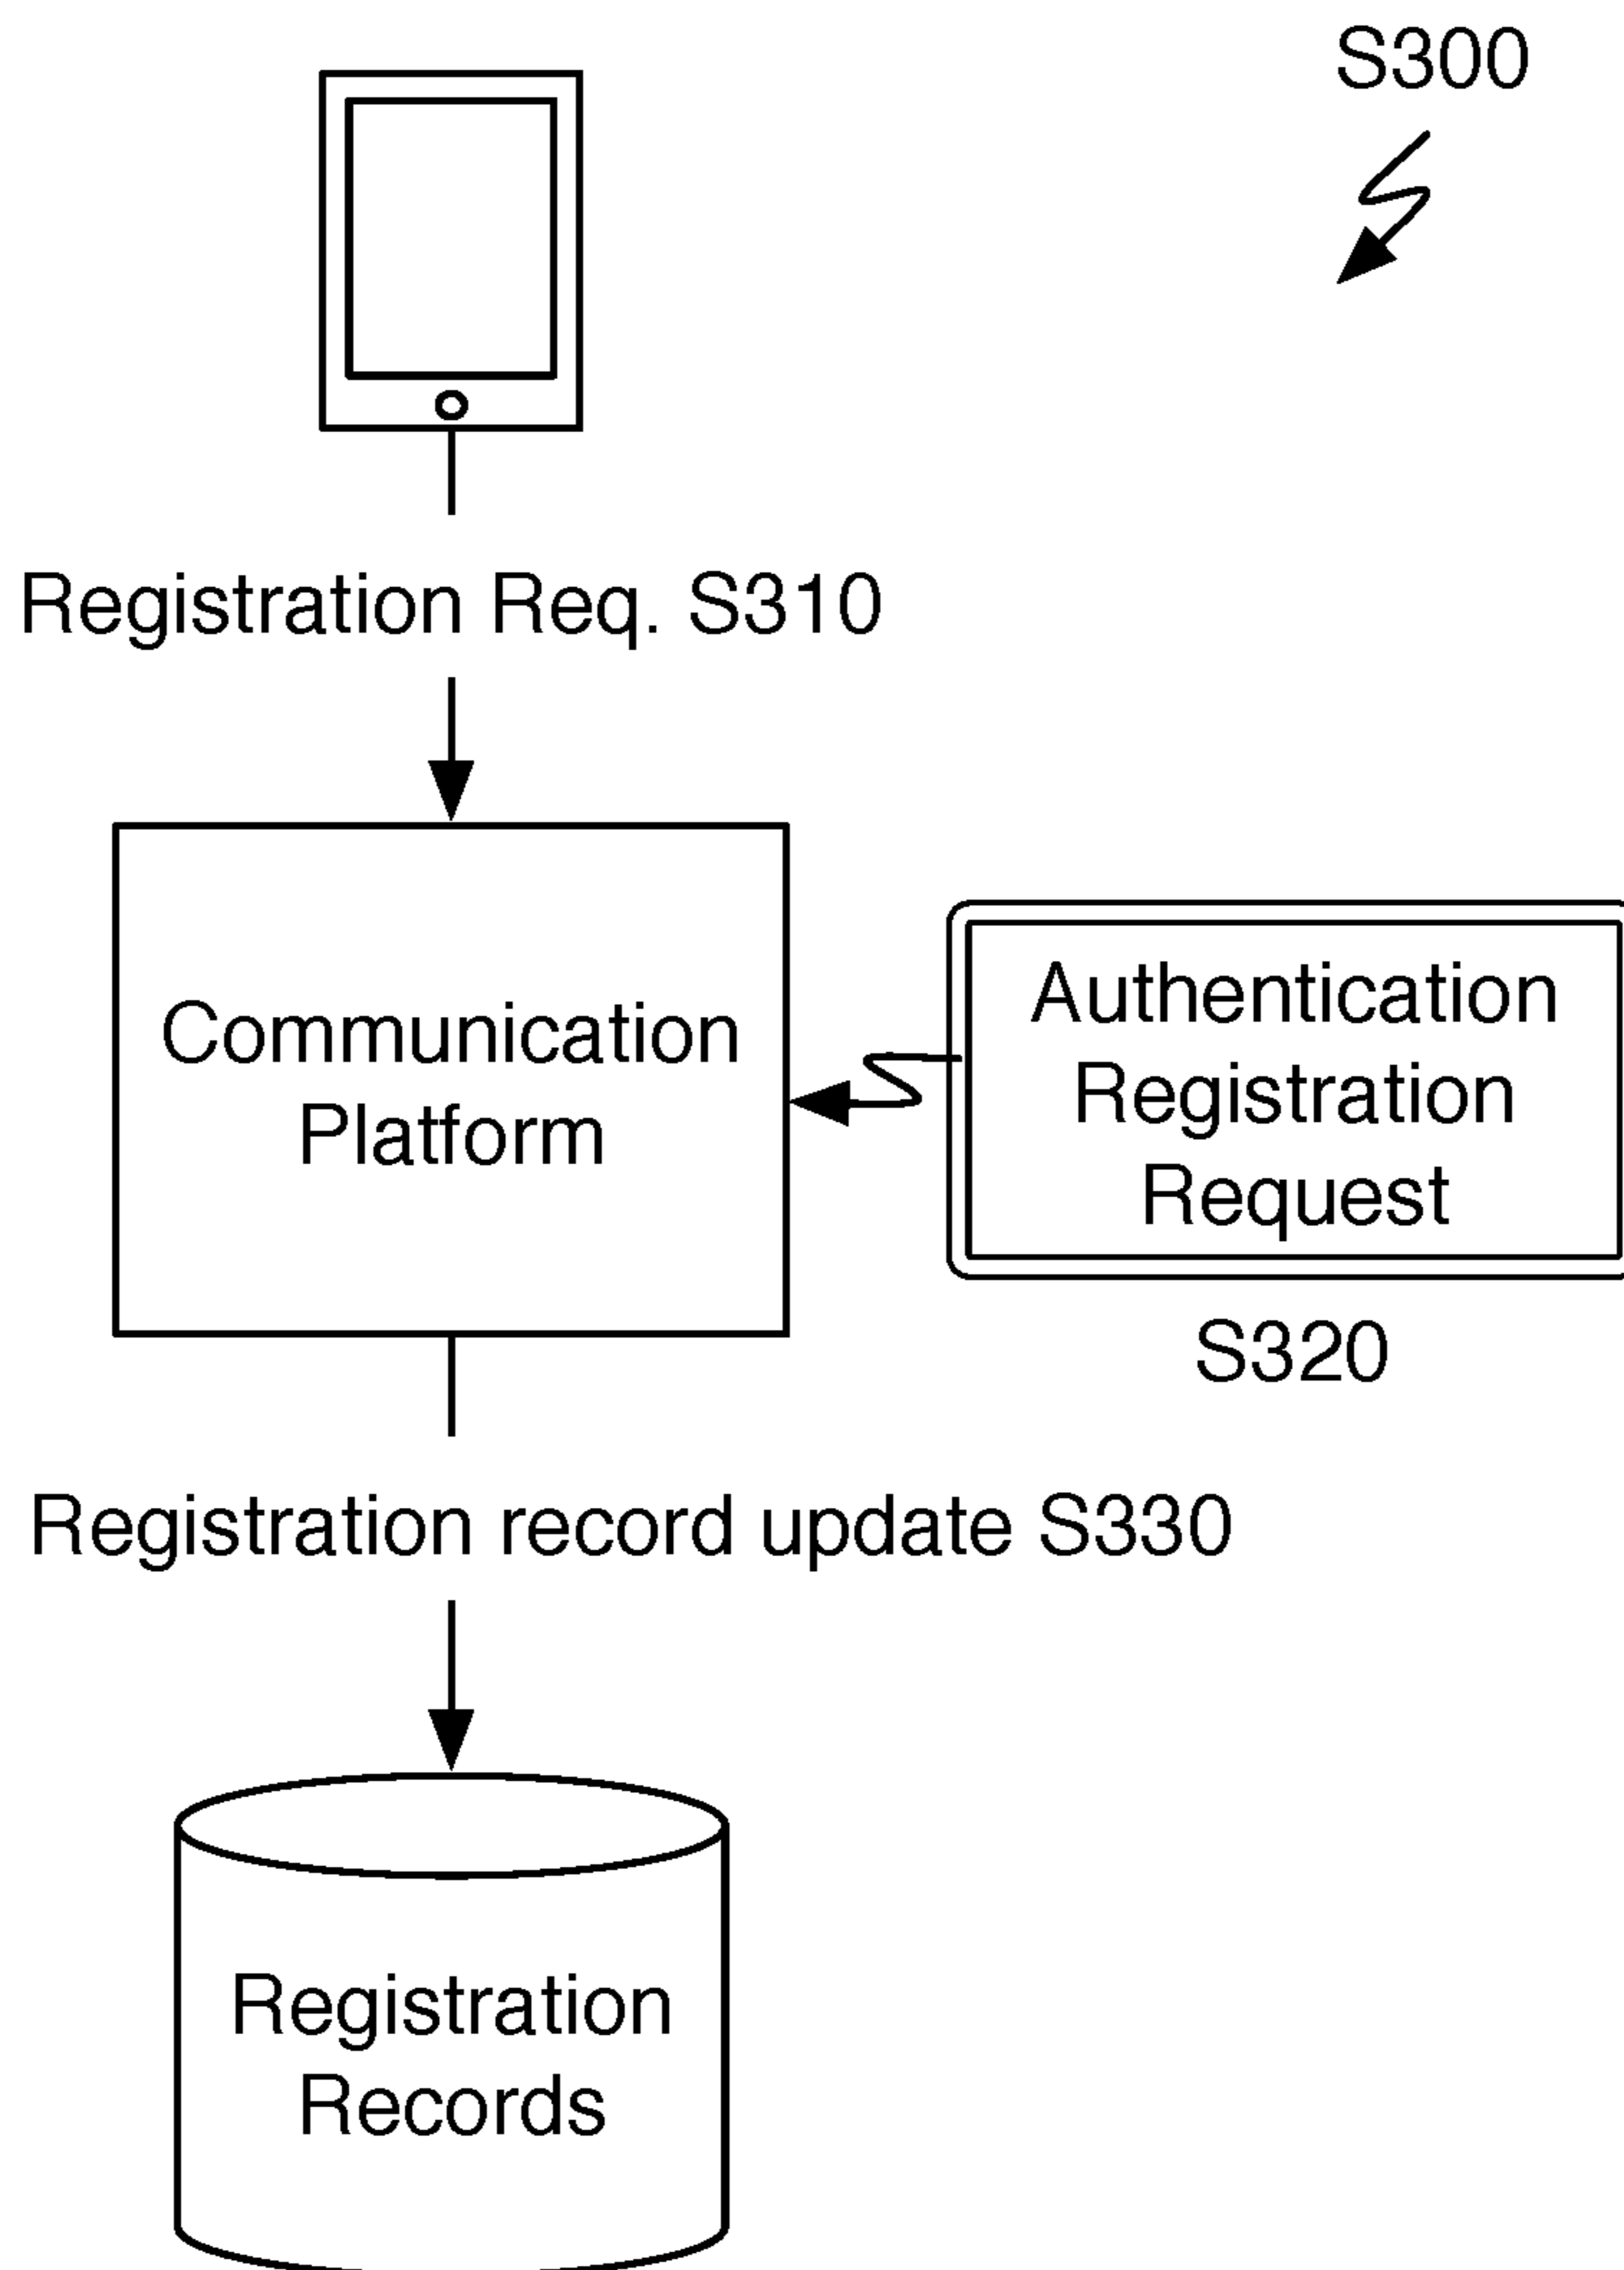 S300
Registration Req. S310
Communication
Platform
Authentication
Registration
Request
S320
Registration record update S330
Registration
Records